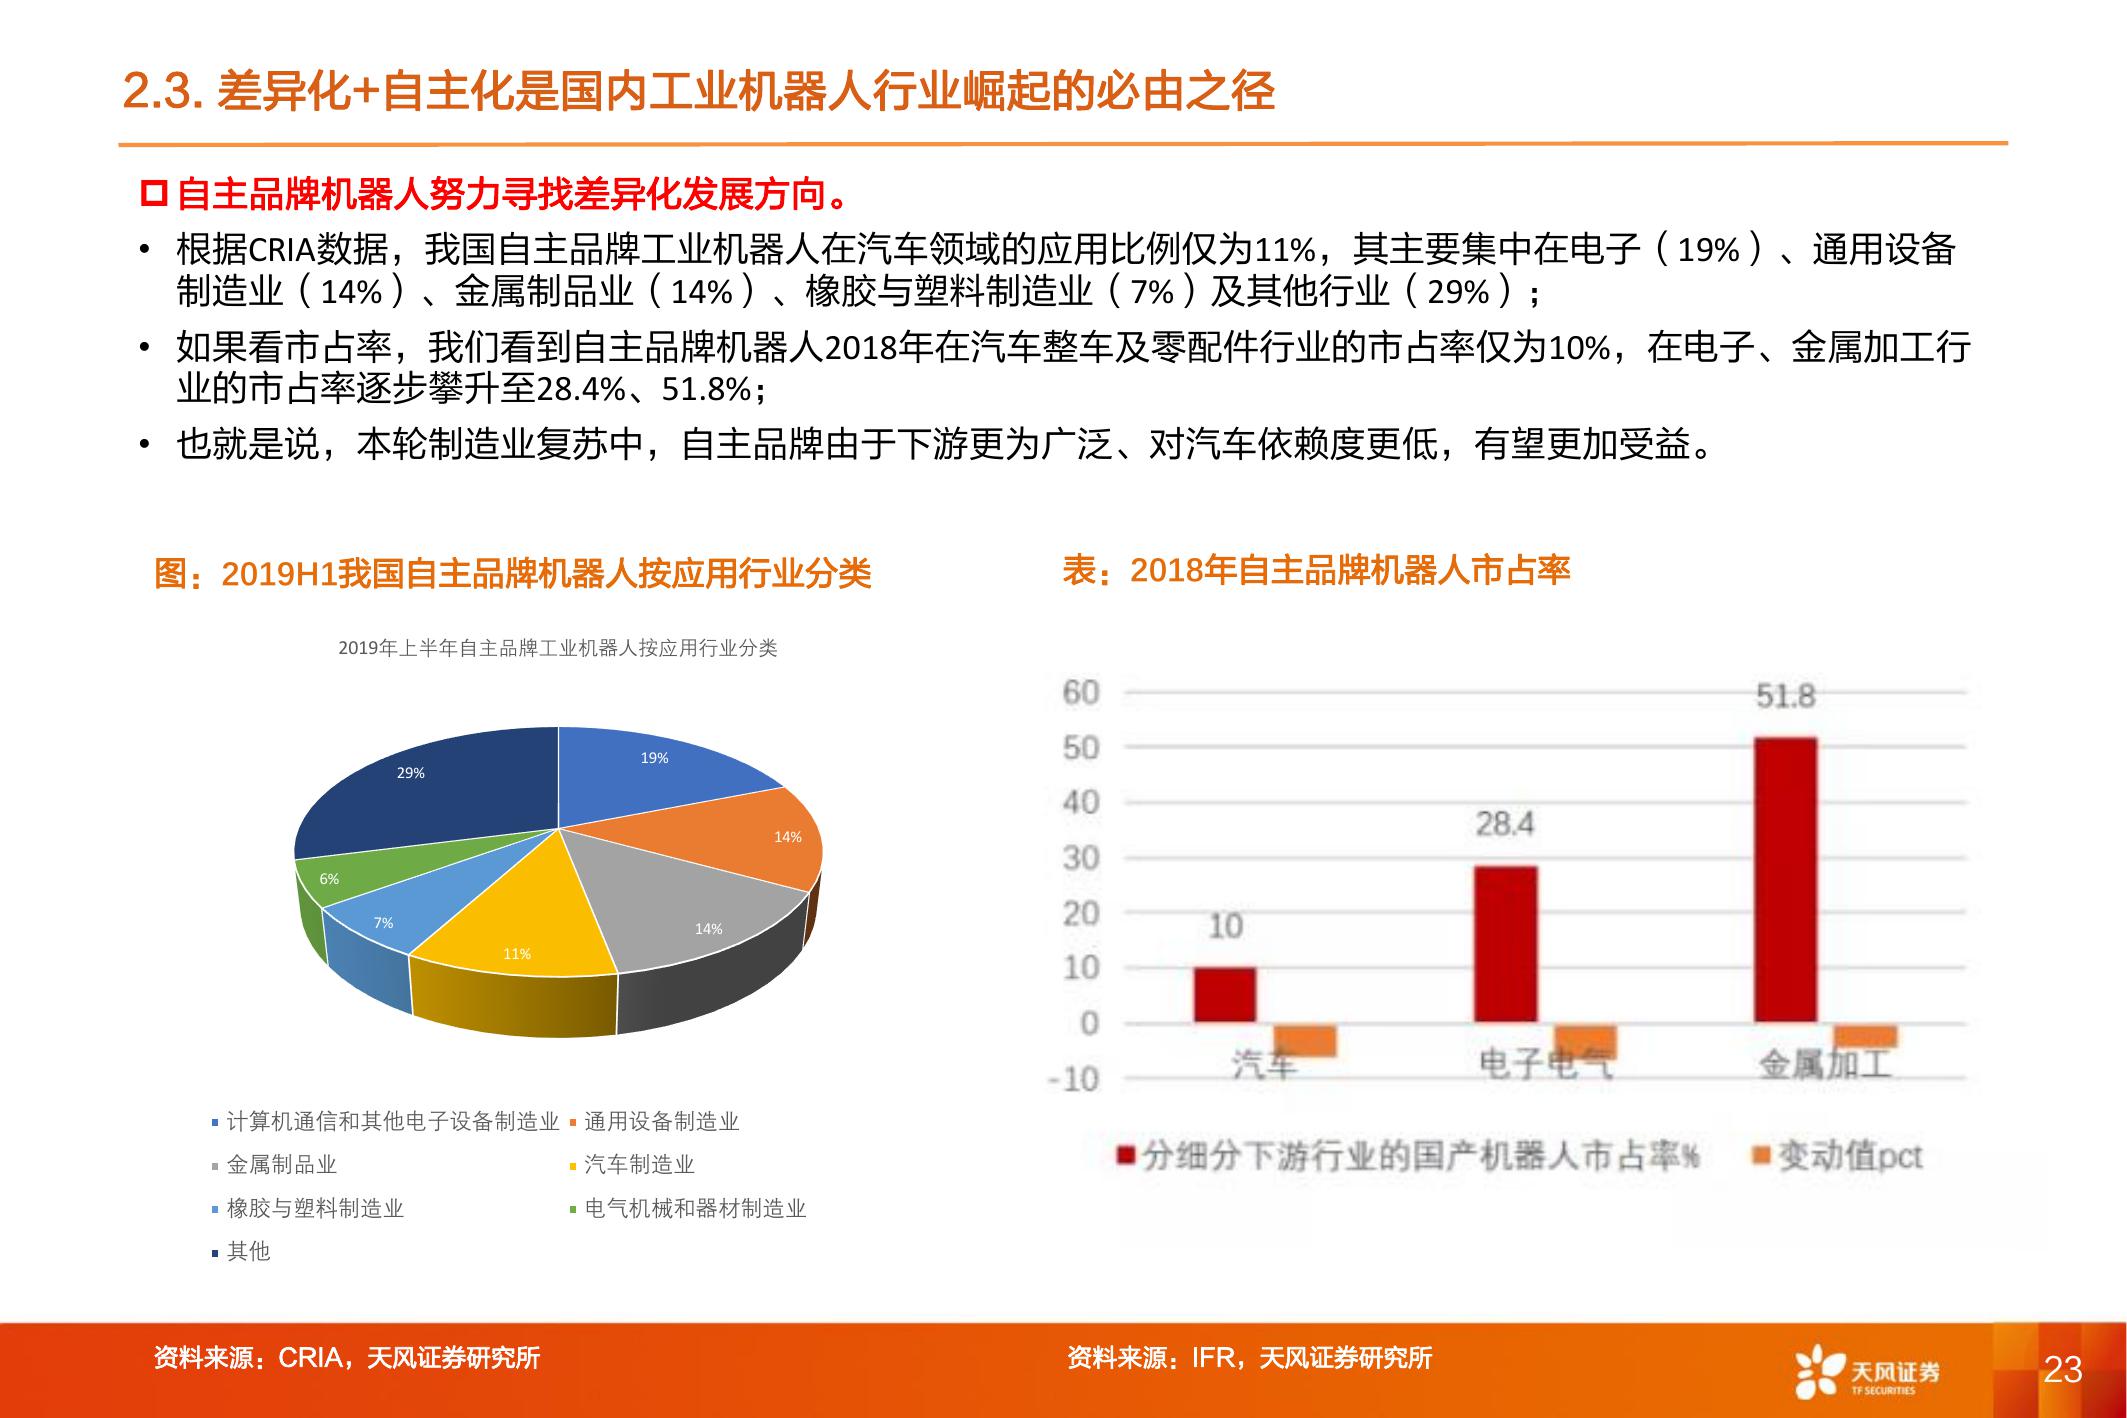 2.3. 差异化+自主化是国内工业机器人行业崛起的必由之径
自主品牌机器人努力寻找差异化发展方向。
• 根据CRIA数据，我国自主品牌工业机器人在汽车领域的应用比例仅为11%，其主要集中在电子（19%）、通用设备
制造业（14%）、金属制品业（14%）、橡胶与塑料制造业（7%）及其他行业（29%）；
• 如果看市占率，我们看到自主品牌机器人2018年在汽车整车及零配件行业的市占率仅为10%，在电子、金属加工行
业的市占率逐步攀升至28.4%、51.8%；
• 也就是说，本轮制造业复苏中，自主品牌由于下游更为广泛、对汽车依赖度更低，有望更加受益。
图：2019H1我国自主品牌机器人按应用行业分类
2019年上半年自主品牌工业机器人按应用行业分类
19%
14%
14%
11%
7%
6%
29%
计算机通信和其他电子设备制造业
通用设备制造业
金属制品业
汽车制造业
橡胶与塑料制造业
电气机械和器材制造业
其他
表：2018年自主品牌机器人市占率
60
50
40
30
20
10
0
-10
10
28.4
51.8
汽车
电子电气
金属加工
分细分下游行业的国产机器人市占率%
变动值pct
资料来源：CRIA，天风证券研究所
资料来源：IFR，天风证券研究所
天风证券
TF SECURITIES
23